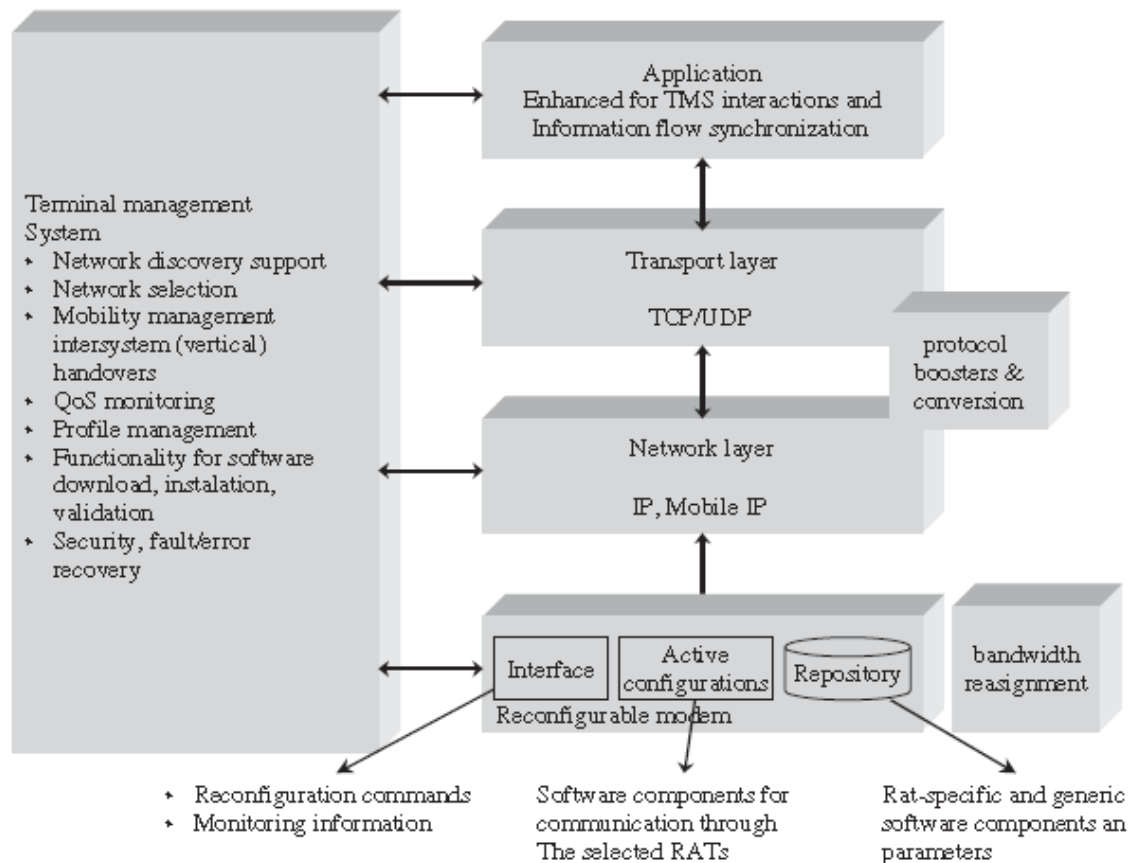 Terminal management
System
• Network discovery support
• Network selection
• Mobility management
intersystem (vertical)
handovers
• QoS monitoring
• Profile management
• Functionality for software
download, instalation,
validation
• Security, fault/error
recovery
Application
Enhanced for TMS interactions and
Information flow synchronization
Transport layer
TCP/UDP
protocol
boosters &
conversion
Network layer
IP, Mobile IP
Interface
Active
configurations
Repository
Reconfigurable modem
bandwidth
reasignment
• Reconfiguration commands
• Monitoring information
Software components for
communication through
The selected RATs
Rat-specific and generic
software components an
parameters